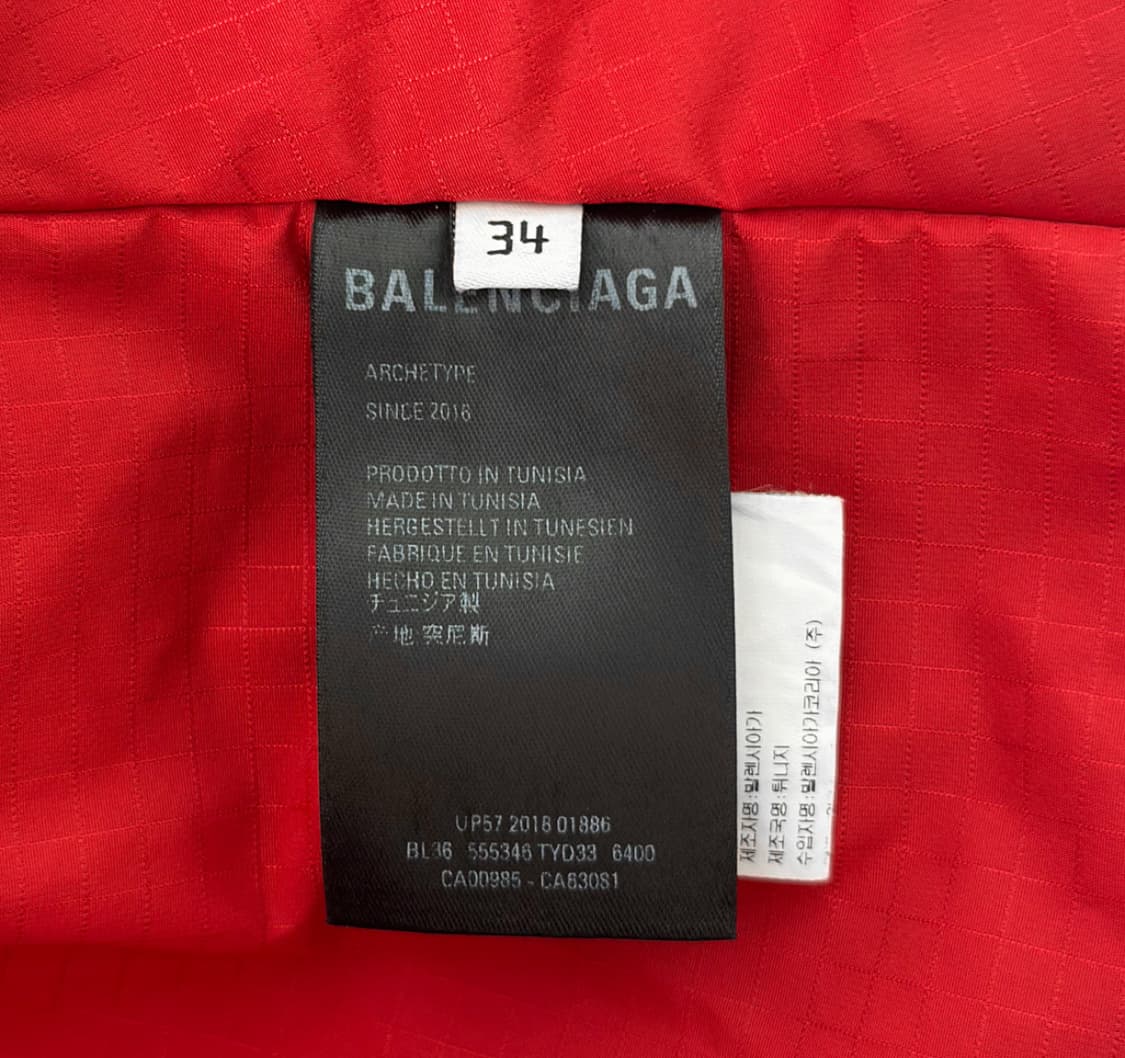 34
BALENCIAGA
ARCHETYPE
SINCE 2018
PRODOTTO IN TUNISIA
MADE IN TUNISIA
HERGESTELLT IN TUNESIEN
FABRIQUE EN TUNISIE
HECHO EN TUNISIA
チュニジア製
产地 突尼斯
UP57 2018 01886
BL36 555346 TYD33 6400
CA00985 - CA63081
제조사명:발렌시아가
제조국명:튀니지
수입사명:발렌시아가코리아 (주)